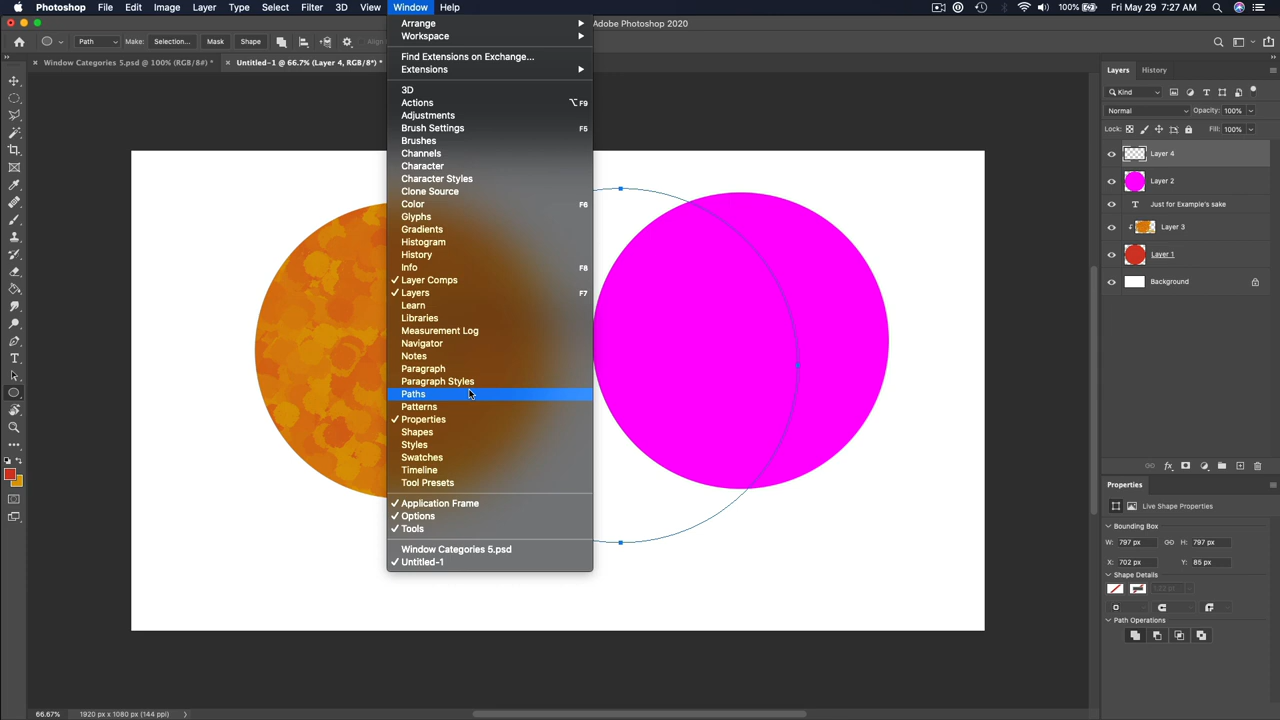 Photoshop File Edit Image Layer Type Select Filter 3D View Window Help 100% Fri May 29 7:27 AM
Adobe Photoshop 2020
Path Make: Selection... Mask Shape Align
Window Categories 5.psd @ 100% (RGB/8#) * Untitled-1 @ 66.7% (Layer 4, RGB/8*) *
Arrange
Workspace
Find Extensions on Exchange...
Extensions
3D
Actions ⌥F9
Adjustments
Brush Settings F5
Brushes
Channels
Character
Character Styles
Clone Source
Color F6
Glyphs
Gradients
Histogram
History
Info F8
✓ Layer Comps
✓ Layers F7
Learn
Libraries
Measurement Log
Navigator
Notes
Paragraph
Paragraph Styles
Paths
Patterns
✓ Properties
Shapes
Styles
Swatches
Timeline
Tool Presets
✓ Application Frame
✓ Options
✓ Tools
Window Categories 5.psd
✓ Untitled-1
Layers History
Kind
Normal Opacity: 100%
Lock: Fill: 100%
Layer 4
Layer 2
T Just for Example's sake
Layer 3
Layer 1
Background
Properties
Live Shape Properties
Bounding Box
W: 797 px H: 797 px
X: 702 px Y: 85 px
Shape Details
Path Operations
66.67% 1920 px x 1080 px (144 ppi)